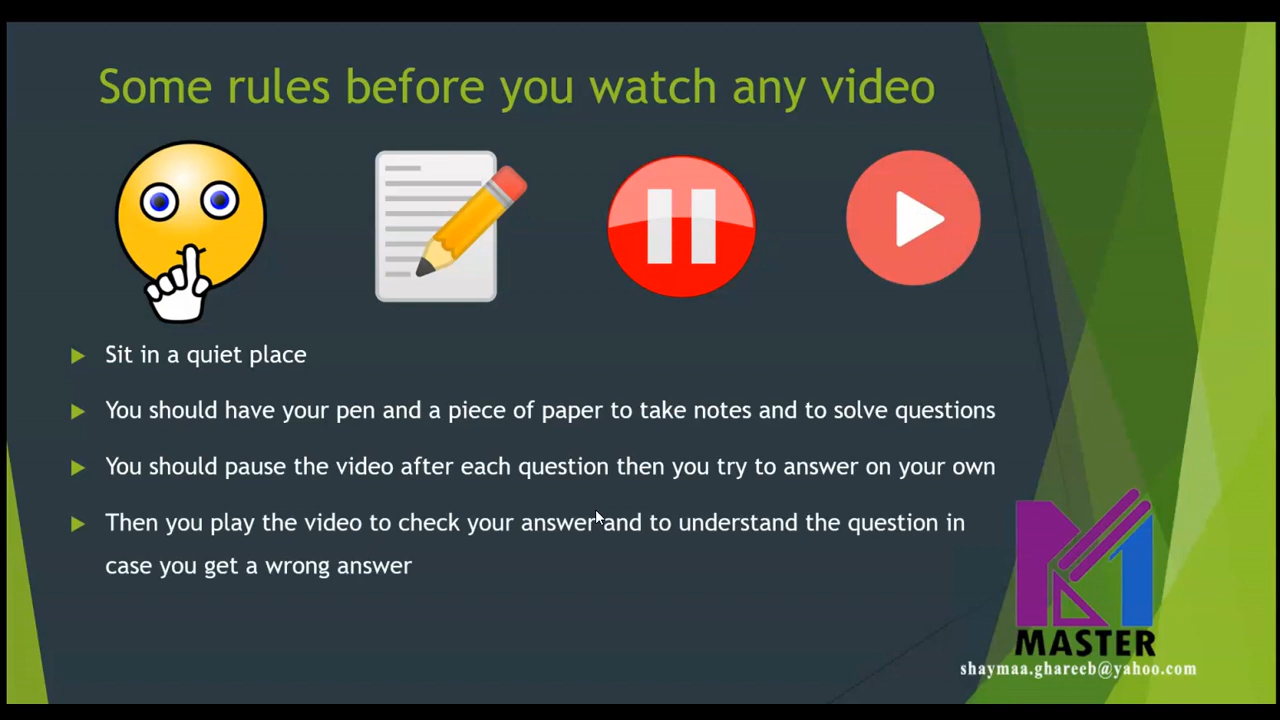 Some rules before you watch any video
Sit in a quiet place
You should have your pen and a piece of paper to take notes and to solve questions
You should pause the video after each question then you try to answer on your own
Then you play the video to check your answer and to understand the question in
case you get a wrong answer
M1
MASTER
shaymaa.ghareeb@yahoo.com